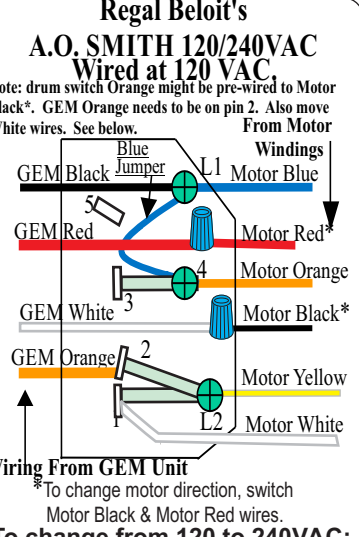 Regal Beloit's
A.O. SMITH 120/240VAC
Wired at 120 VAC.
ote: drum switch Orange might be pre-wired to Motor
lack*. GEM Orange needs to be on pin 2. Also move
hite wires. See below.
From Motor
Windings
Blue
Jumper
GEM Black
L1
Motor Blue
5
GEM Red
Motor Red*
4
Motor Orange
3
GEM White
Motor Black*
GEM Orange
2
Motor Yellow
1
L2
Motor White
Wiring From GEM Unit
*To change motor direction, switch
Motor Black & Motor Red wires.
To change from 120 to 240VAC: